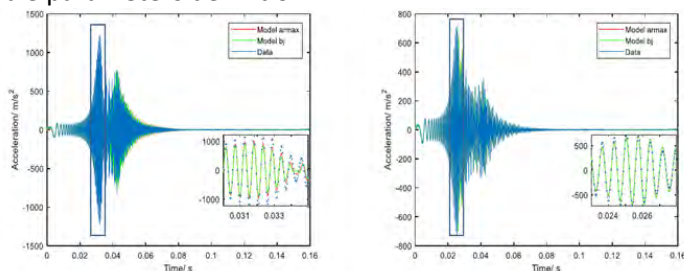 Model armax
Model bj
Data
Acceleration/ m/s²
1500
1000
500
0
-500
-1000
-1500
1000
0
-1000
0.031 0.033
0 0.02 0.04 0.06 0.08 0.1 0.12 0.14 0.16
Time/ s
Model armax
Model bj
Data
Acceleration/ m/s²
800
600
400
200
0
-200
-400
-600
-800
500
0
-500
0.024 0.026
0 0.02 0.04 0.06 0.08 0.1 0.12 0.14 0.16
Time/ s